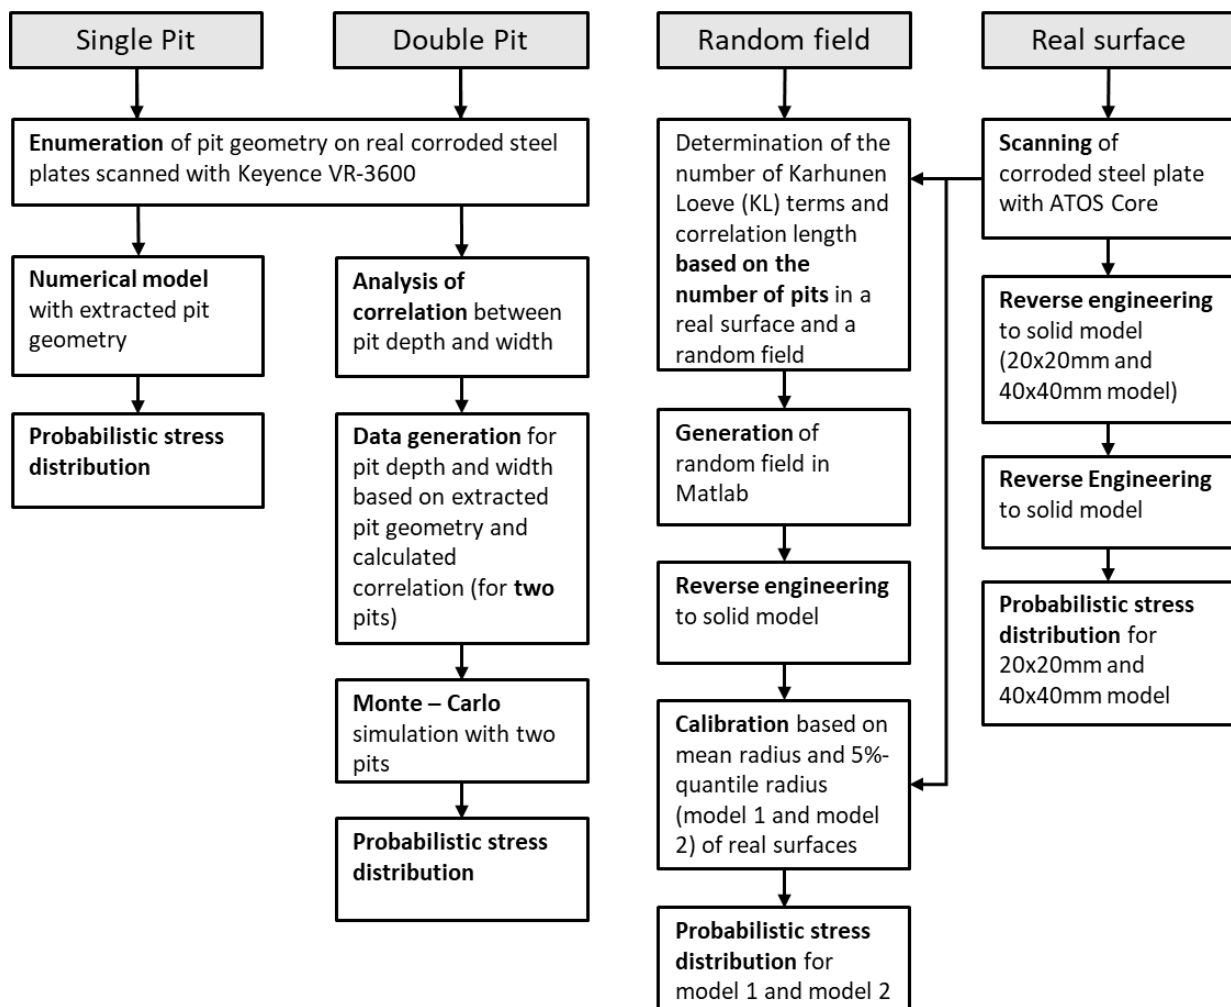 Single Pit
Double Pit
Random field
Real surface
Enumeration of pit geometry on real corroded steel
plates scanned with Keyence VR-3600
Numerical model
with extracted pit
geometry
Probabilistic stress
distribution
Analysis of
correlation between
pit depth and width
Data generation for
pit depth and width
based on extracted
pit geometry and
calculated
correlation (for two
pits)
Monte – Carlo
simulation with two
pits
Probabilistic stress
distribution
Determination of the
number of Karhunen
Loeve (KL) terms and
correlation length
based on the
number of pits in a
real surface and a
random field
Generation of
random field in
Matlab
Reverse engineering
to solid model
Calibration based on
mean radius and 5%-
quantile radius
(model 1 and model
2) of real surfaces
Probabilistic stress
distribution for
model 1 and model 2
Scanning of
corroded steel plate
with ATOS Core
Reverse engineering
to solid model
(20x20mm and
40x40mm model)
Reverse Engineering
to solid model
Probabilistic stress
distribution for
20x20mm and
40x40mm model